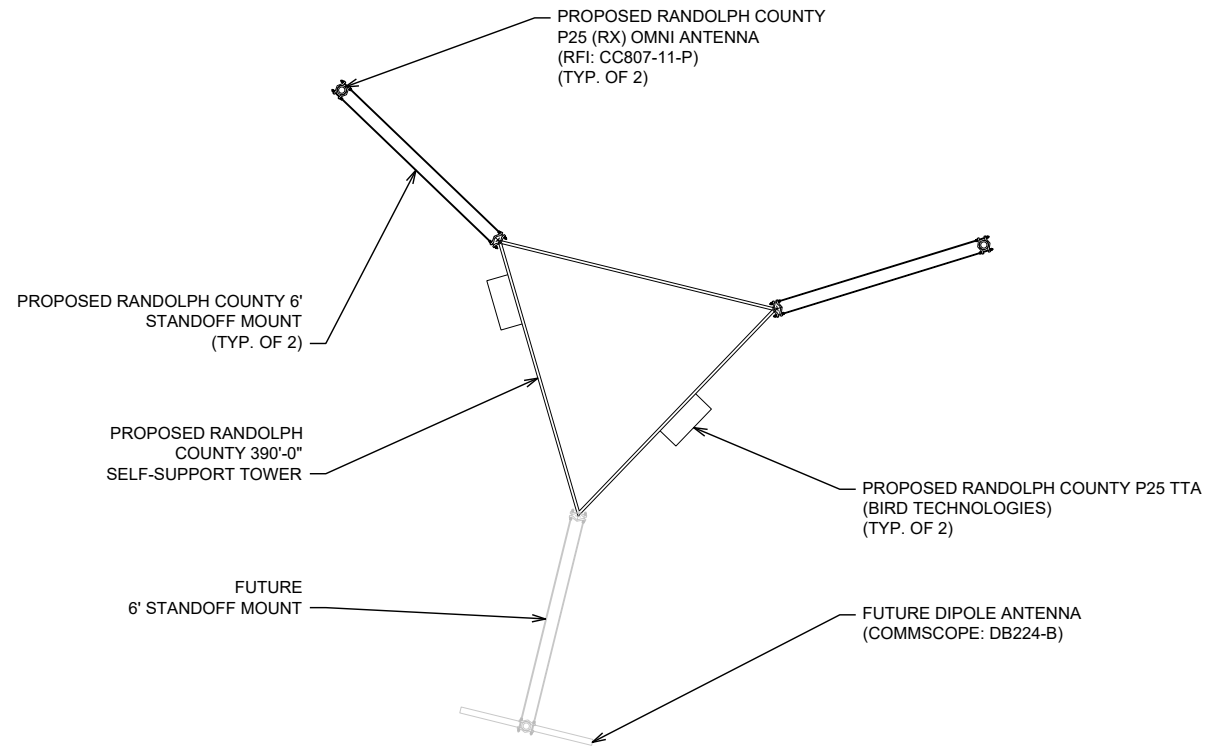 PROPOSED RANDOLPH COUNTY
P25 (RX) OMNI ANTENNA
(RFI: CC807-11-P)
(TYP. OF 2)
PROPOSED RANDOLPH COUNTY 6'
STANDOFF MOUNT
(TYP. OF 2)
PROPOSED RANDOLPH
COUNTY 390'-0"
SELF-SUPPORT TOWER
PROPOSED RANDOLPH COUNTY P25 TTA
(BIRD TECHNOLOGIES)
(TYP. OF 2)
FUTURE
6' STANDOFF MOUNT
FUTURE DIPOLE ANTENNA
(COMMSCOPE: DB224-B)